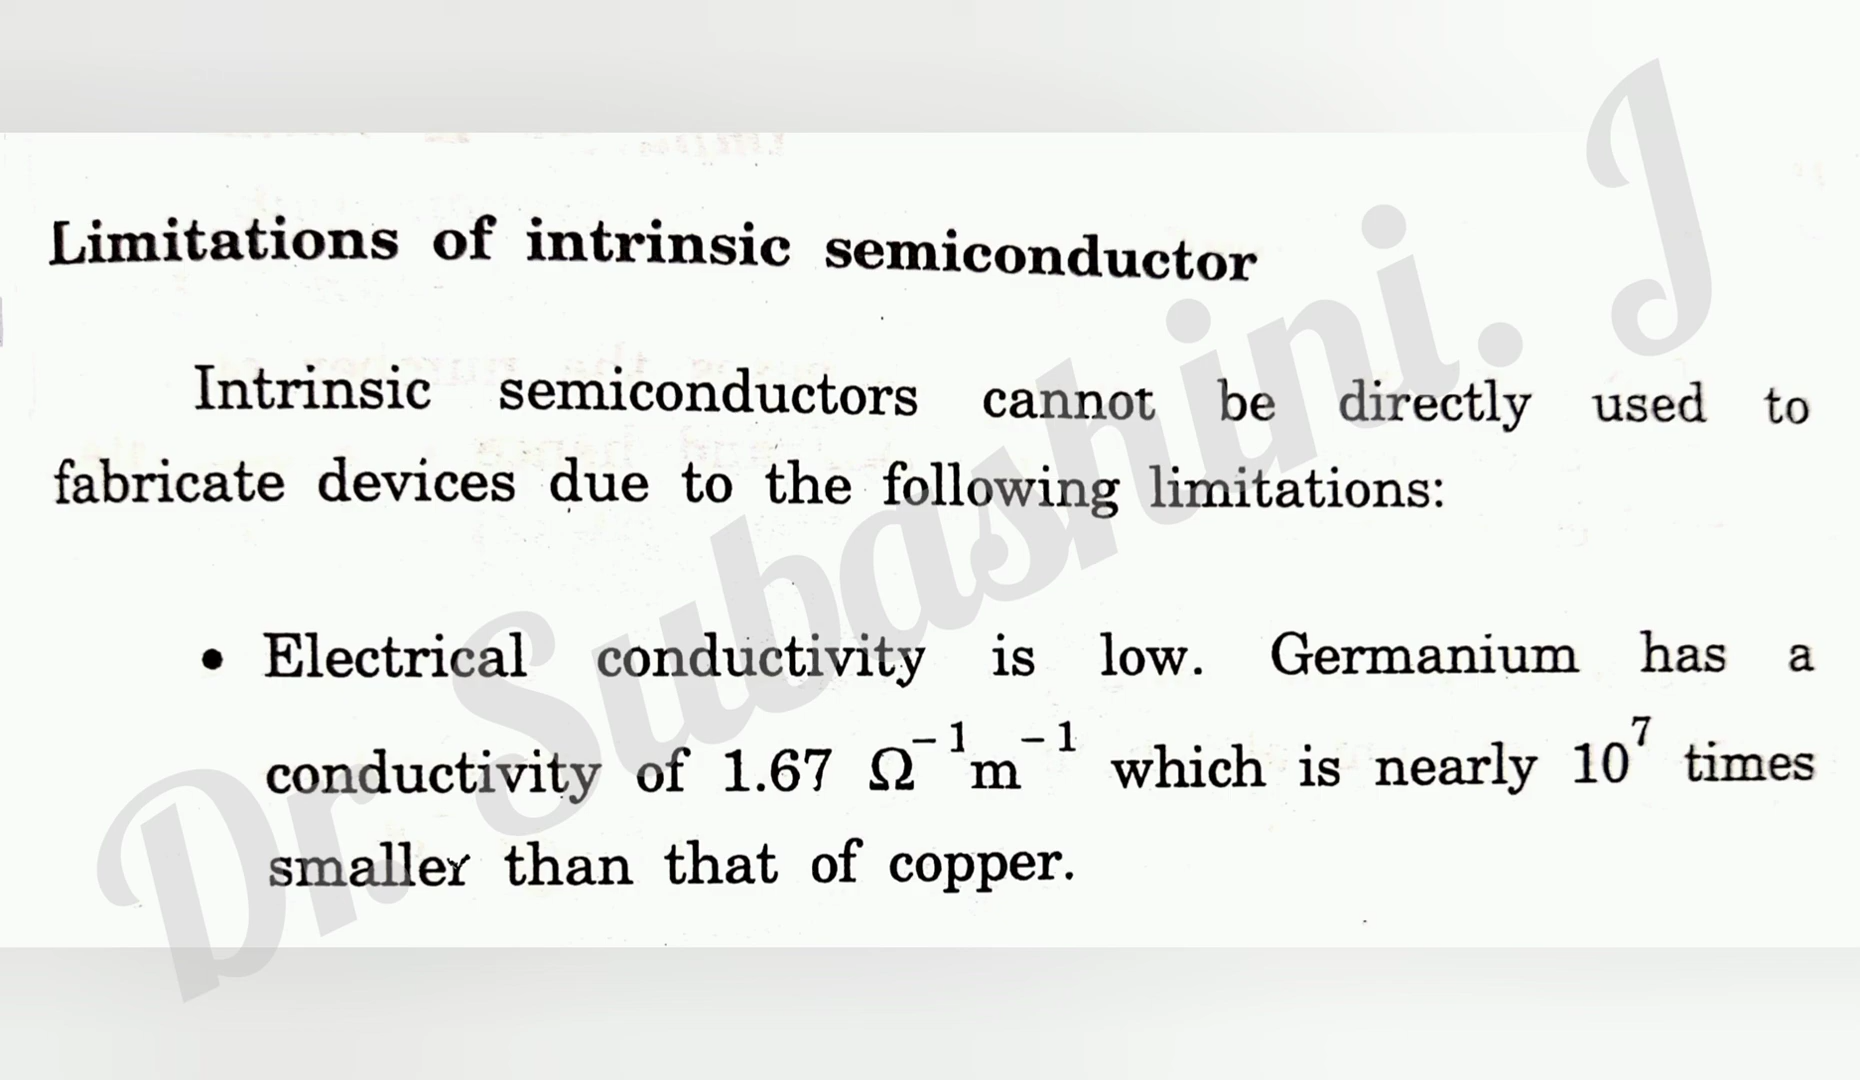 Limitations of intrinsic semiconductor
Intrinsic semiconductors cannot be directly used to
fabricate devices due to the following limitations:
• Electrical conductivity is low. Germanium has a
conductivity of 1.67 Ω⁻¹m⁻¹ which is nearly 10⁷ times
smaller than that of copper.
Dr. Subashini. J